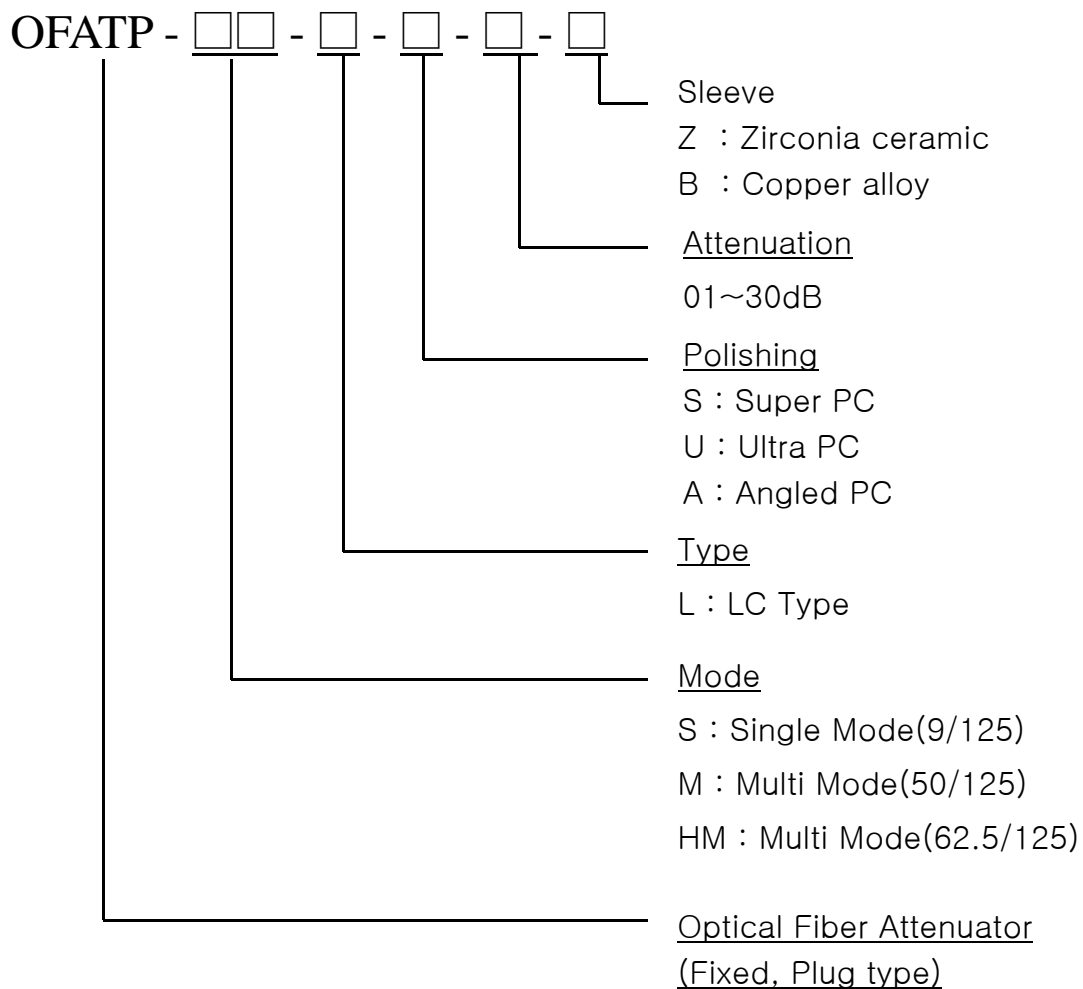 OFATP - □□ - □ - □ - □ - □
Sleeve
Z : Zirconia ceramic
B : Copper alloy
Attenuation
01~30dB
Polishing
S : Super PC
U : Ultra PC
A : Angled PC
Type
L : LC Type
Mode
S : Single Mode(9/125)
M : Multi Mode(50/125)
HM : Multi Mode(62.5/125)
Optical Fiber Attenuator
(Fixed, Plug type)